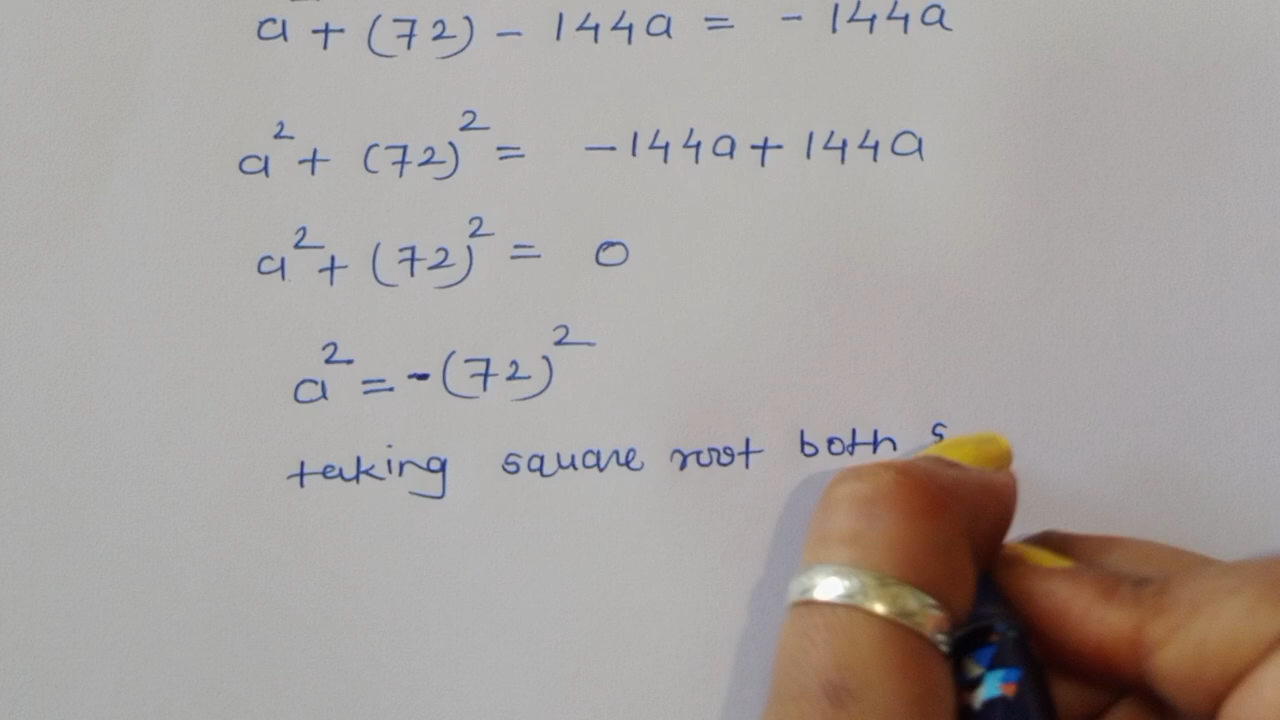 a + (72) - 144a = - 144a
a² + (72)² = -144a + 144a
a² + (72)² = 0
a² = -(72)²
taking square root both s